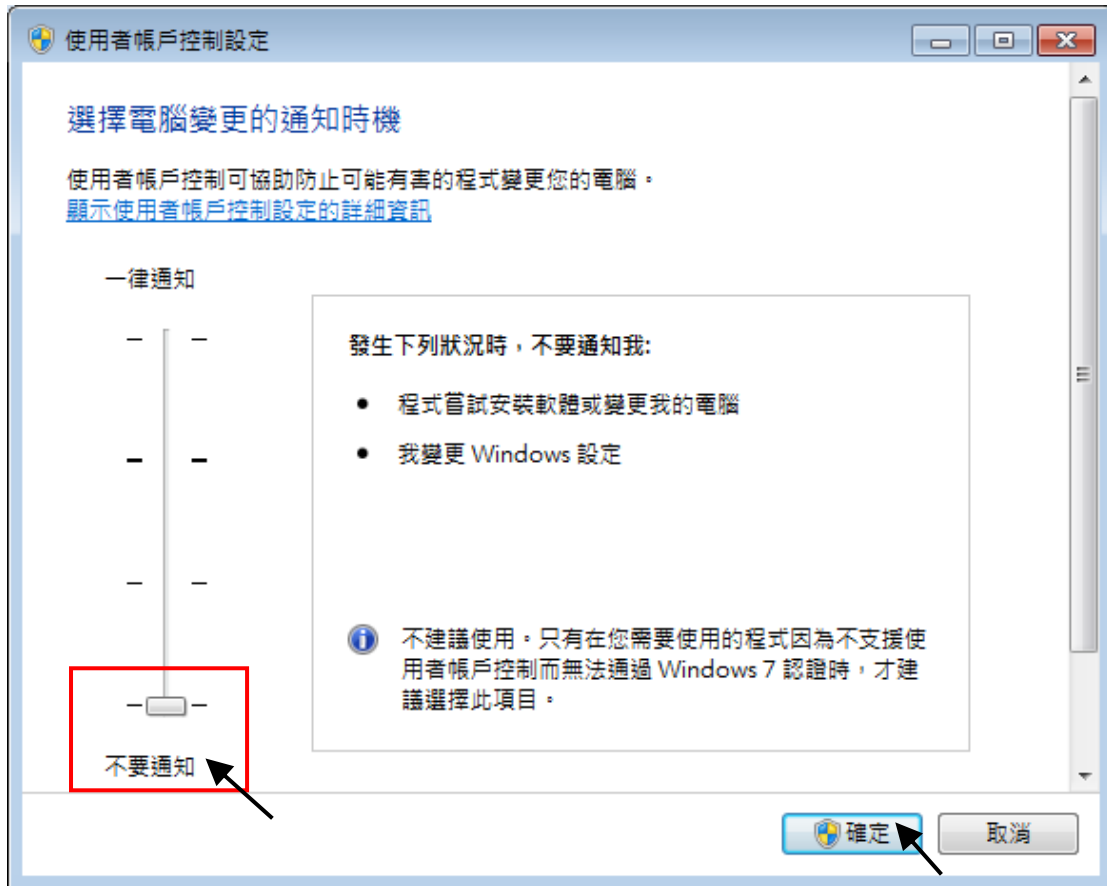 使用者帳戶控制設定
選擇電腦變更的通知時機
使用者帳戶控制可協助防止可能有害的程式變更您的電腦。
顯示使用者帳戶控制設定的詳細資訊
一律通知
發生下列狀況時，不要通知我:
• 程式嘗試安裝軟體或變更我的電腦
• 我變更 Windows 設定
不建議使用。只有在您需要使用的程式因為不支援使
用者帳戶控制而無法通過 Windows 7 認證時，才建
議選擇此項目。
不要通知
確定
取消